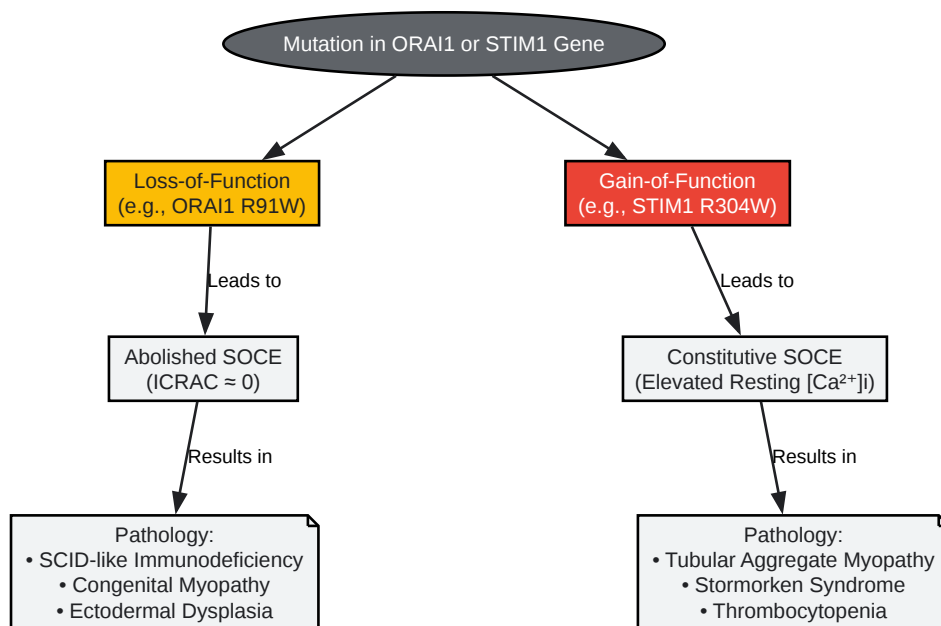 Mutation in ORAI1 or STIM1 Gene
Loss-of-Function
(e.g., ORAI1 R91W)
Gain-of-Function
(e.g., STIM1 R304W)
Leads to
Leads to
Abolished SOCE
(ICRAC ≈ 0)
Constitutive SOCE
(Elevated Resting [Ca²⁺]i)
Results in
Results in
Pathology:
• SCID-like Immunodeficiency
• Congenital Myopathy
• Ectodermal Dysplasia
Pathology:
• Tubular Aggregate Myopathy
• Stormorken Syndrome
• Thrombocytopenia